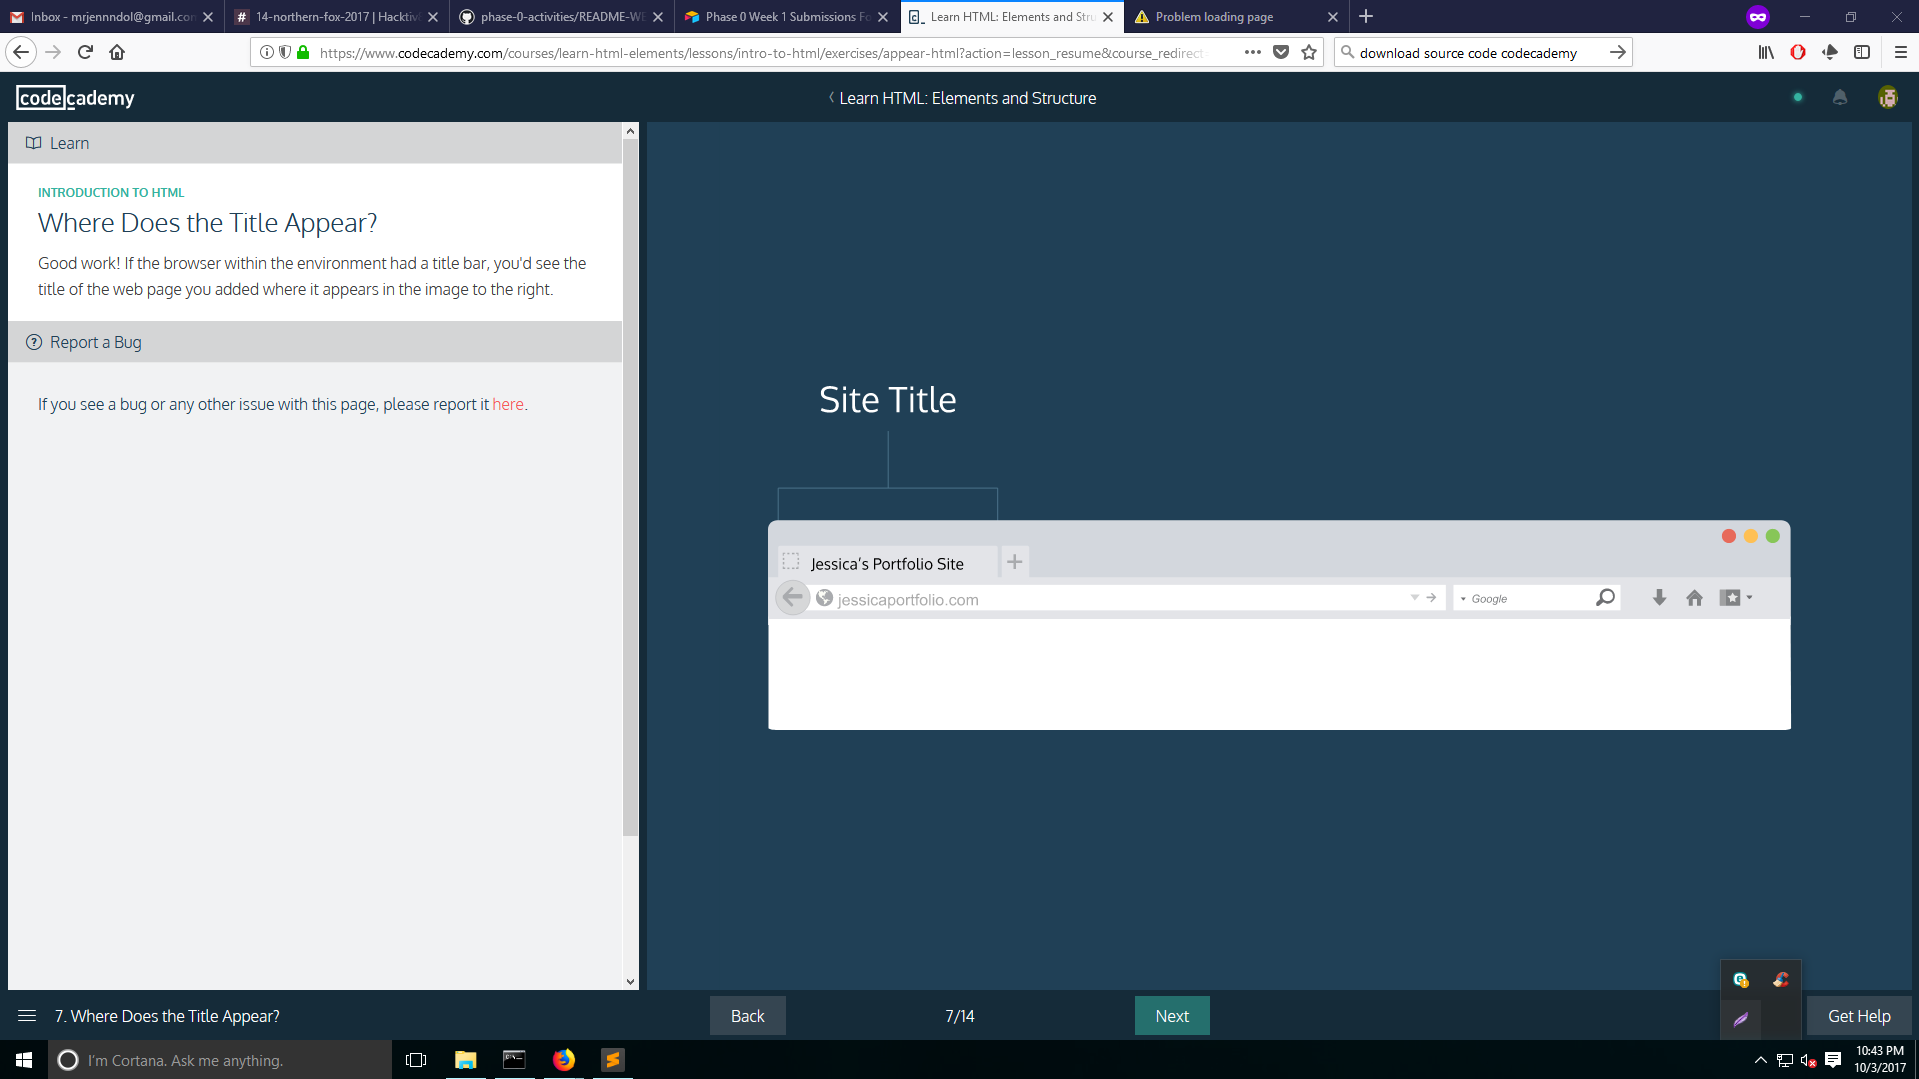 Inbox - mrjennndol@gmail.con
14-northern-fox-2017 | Hacktiv
phase-0-activities/README-WE
Phase 0 Week 1 Submissions Fo
Learn HTML: Elements and Stru
Problem loading page
https://www.codecademy.com/courses/learn-html-elements/lessons/intro-to-html/exercises/appear-html?action=lesson_resume&course_redirect=
download source code codecademy
codecademy
Learn HTML: Elements and Structure
Learn
INTRODUCTION TO HTML
Where Does the Title Appear?
Good work! If the browser within the environment had a title bar, you'd see the
title of the web page you added where it appears in the image to the right.
Report a Bug
If you see a bug or any other issue with this page, please report it here.
Site Title
Jessica's Portfolio Site
jessicaportfolio.com
Google
7. Where Does the Title Appear?
Back
7/14
Next
Get Help
I'm Cortana. Ask me anything.
10:43 PM
10/3/2017